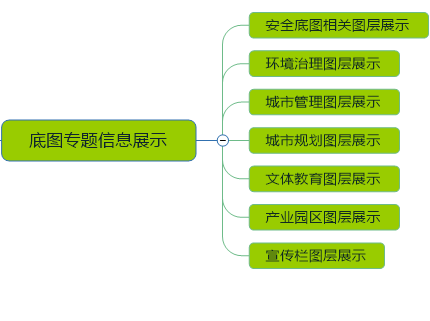 底图专题信息展示
安全底图相关图层展示
环境治理图层展示
城市管理图层展示
城市规划图层展示
文体教育图层展示
产业园区图层展示
宣传栏图层展示